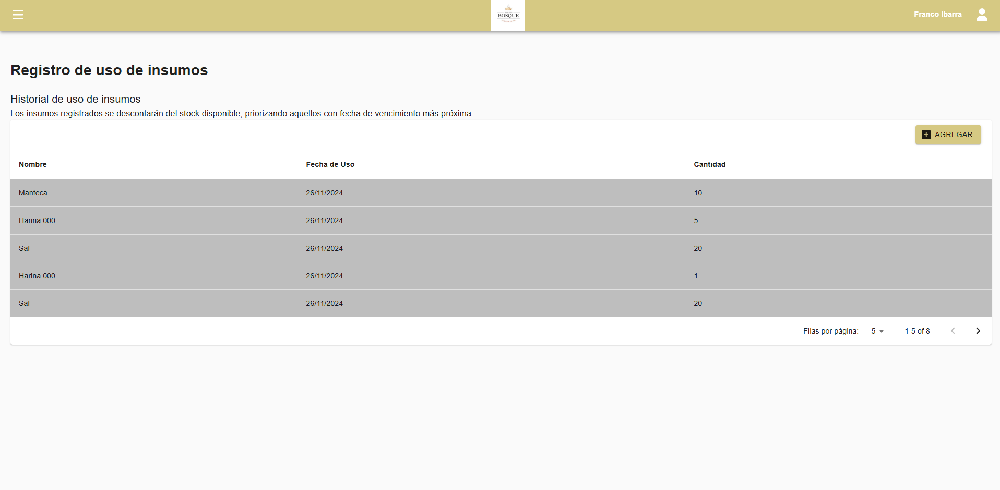 BOSQUE
Franco Ibarra
Registro de uso de insumos
Historial de uso de insumos
Los insumos registrados se descontarán del stock disponible, priorizando aquellos con fecha de vencimiento más próxima
AGREGAR
Nombre Fecha de Uso Cantidad
Manteca 26/11/2024 10
Harina 000 26/11/2024 5
Sal 26/11/2024 20
Harina 000 26/11/2024 1
Sal 26/11/2024 20
Filas por página: 5 1-5 of 8